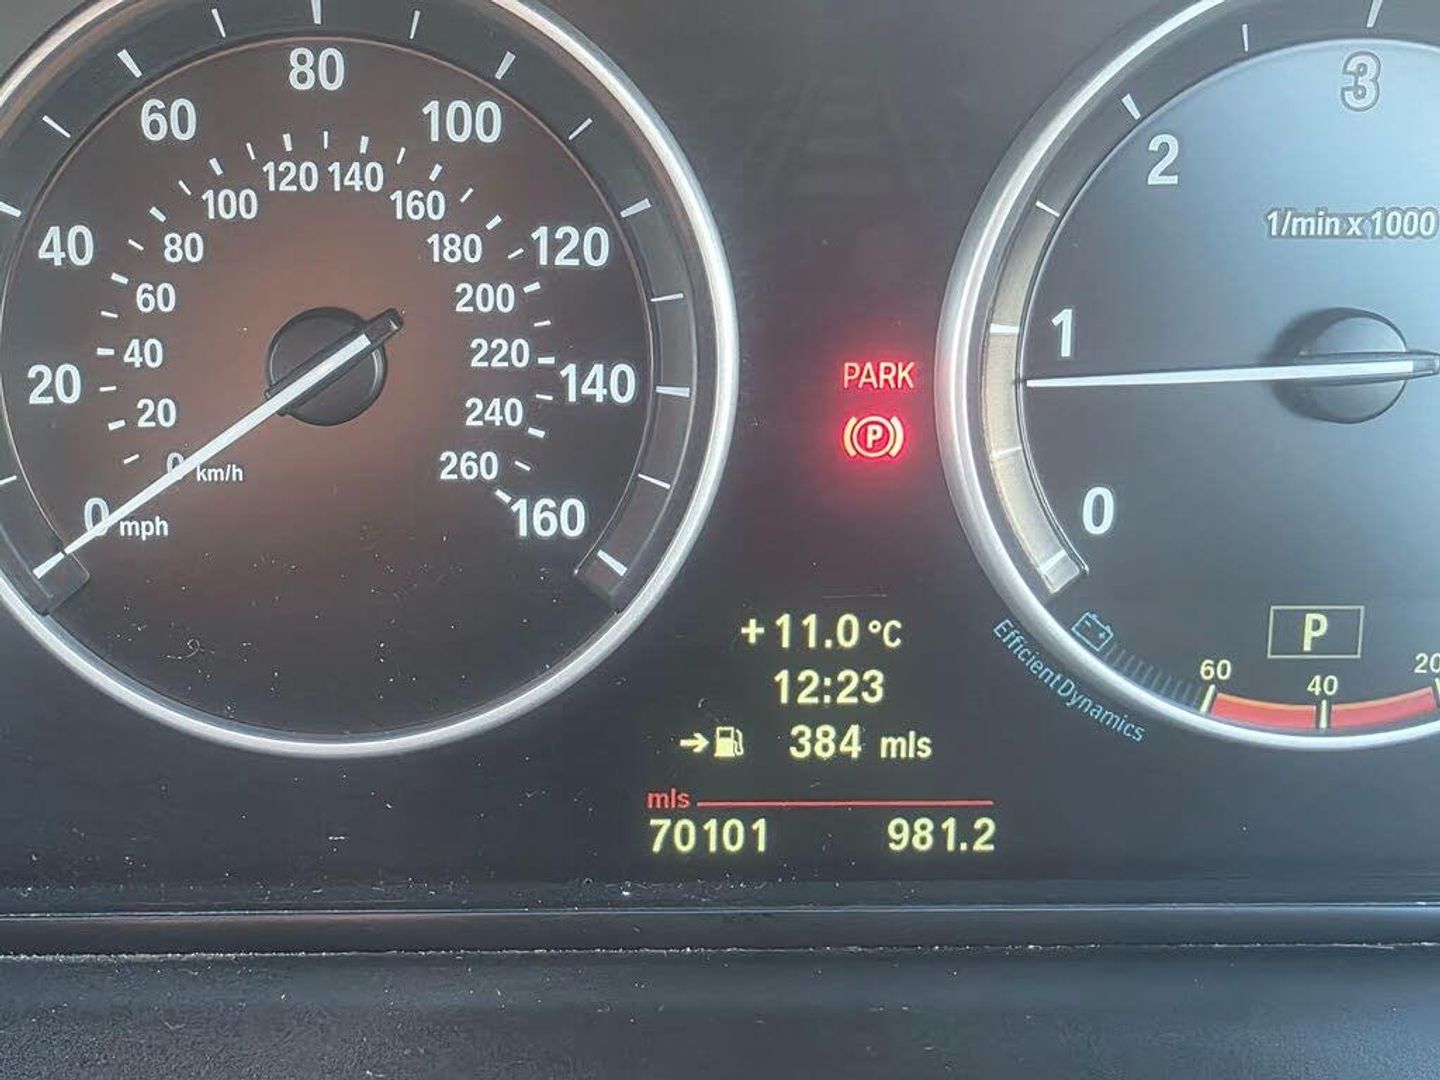 80
60 100
120 140
100 160
40 80 180 120
60 200
20 40 220 140
20 240
0 km/h 260
0 mph 160
PARK
P
+11.0 °C
12:23
384 mls
mls
70101 981.2
3
2
1/min x 1000
1
0
P
60 40 20
EfficientDynamics